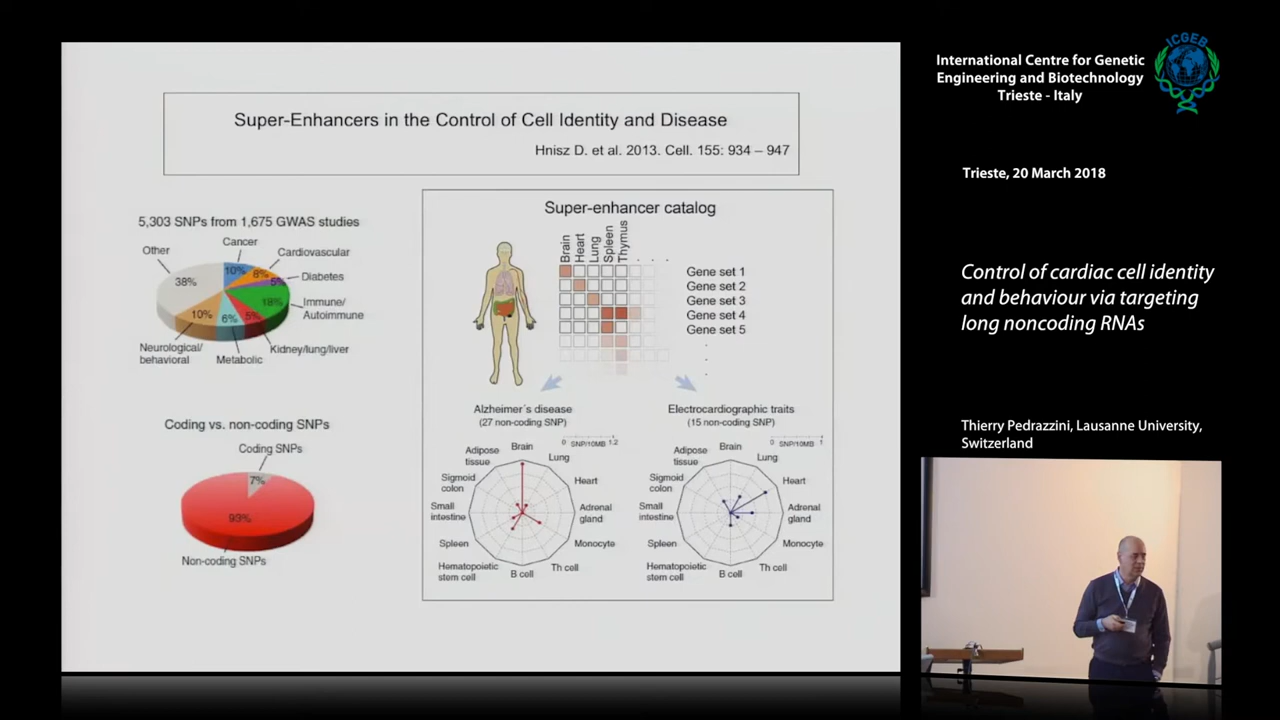 Super-Enhancers in the Control of Cell Identity and Disease
Hnisz D. et al. 2013. Cell. 155: 934 – 947
5,303 SNPs from 1,675 GWAS studies
Other
Cancer
Cardiovascular
Diabetes
Immune/
Autoimmune
Kidney/lung/liver
Metabolic
Neurological/
behavioral
38%
10%
8%
5%
18%
5%
6%
10%
Coding vs. non-coding SNPs
Coding SNPs
7%
93%
Non-coding SNPs
Super-enhancer catalog
Brain
Heart
Lung
Spleen
Thymus
. . .
Gene set 1
Gene set 2
Gene set 3
Gene set 4
Gene set 5
.
.
Alzheimer´s disease
(27 non-coding SNP)
0 SNP/10MB 1.2
Brain
Lung
Heart
Adrenal
gland
Monocyte
Th cell
B cell
Hematopoietic
stem cell
Spleen
Small
intestine
Sigmoid
colon
Adipose
tissue
Electrocardiographic traits
(15 non-coding SNP)
0 SNP/10MB 1
Brain
Lung
Heart
Adrenal
gland
Monocyte
Th cell
B cell
Hematopoietic
stem cell
Spleen
Small
intestine
Sigmoid
colon
Adipose
tissue
International Centre for Genetic
Engineering and Biotechnology
Trieste - Italy
ICGEB
Trieste, 20 March 2018
Control of cardiac cell identity
and behaviour via targeting
long noncoding RNAs
Thierry Pedrazzini, Lausanne University,
Switzerland